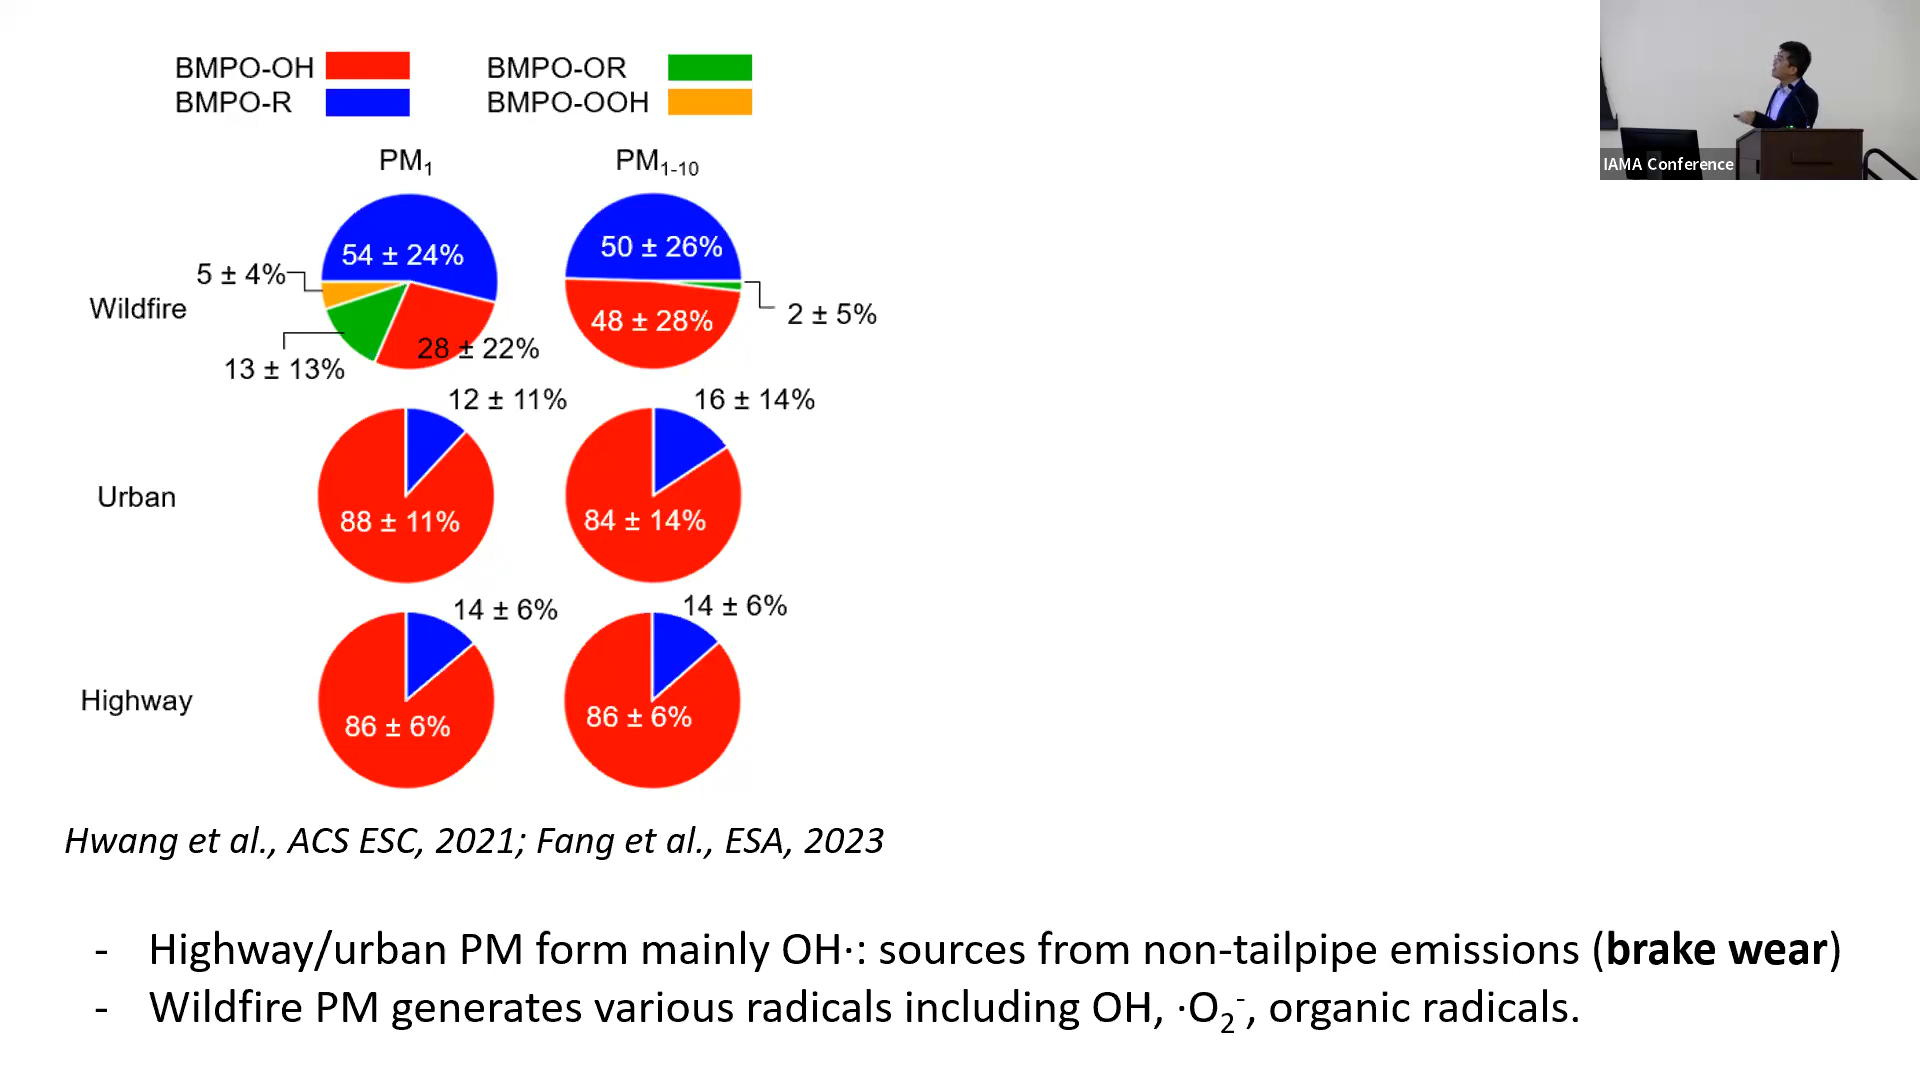 BMPO-OH
BMPO-OR
BMPO-R
BMPO-OOH
PM1
PM1-10
IAMA Conference
Wildfire
54 ± 24%
5 ± 4%
13 ± 13%
28 ± 22%
50 ± 26%
48 ± 28%
2 ± 5%
Urban
12 ± 11%
88 ± 11%
16 ± 14%
84 ± 14%
Highway
14 ± 6%
86 ± 6%
14 ± 6%
86 ± 6%
Hwang et al., ACS ESC, 2021; Fang et al., ESA, 2023
- Highway/urban PM form mainly OH·: sources from non-tailpipe emissions (brake wear)
- Wildfire PM generates various radicals including OH, ·O2-, organic radicals.